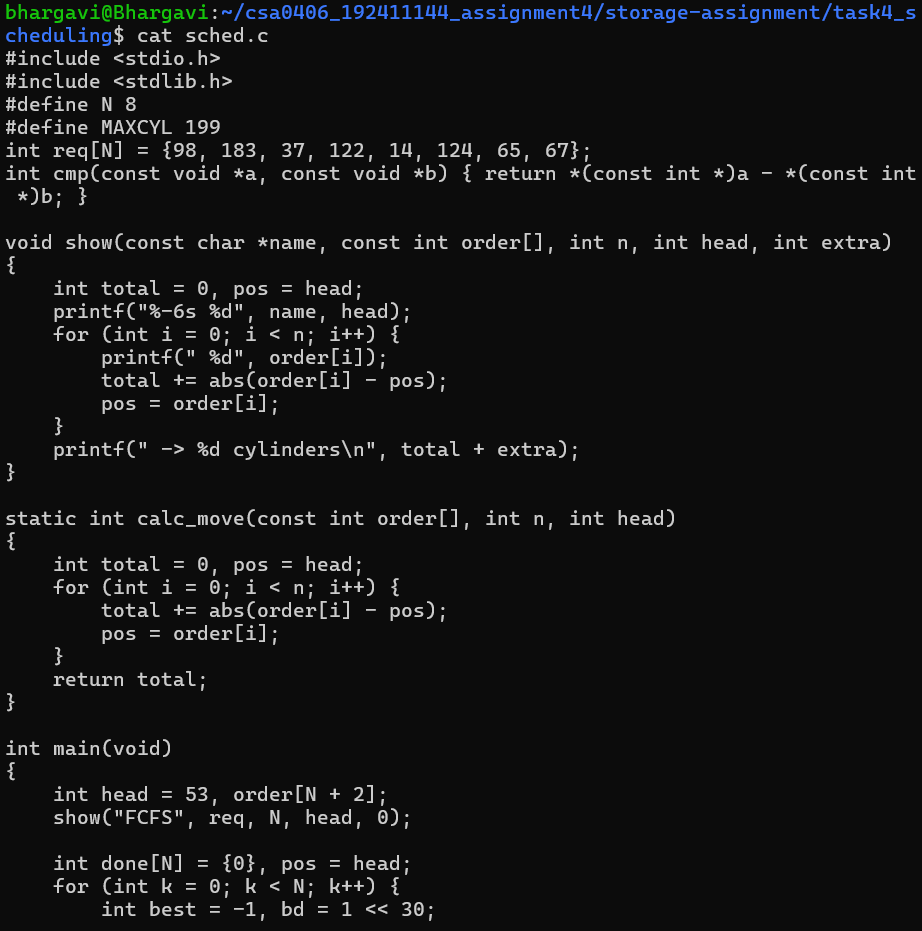 bhargavi@Bhargavi:~/csa0406_192411144_assignment4/storage-assignment/task4_s
cheduling$ cat sched.c
#include <stdio.h>
#include <stdlib.h>
#define N 8
#define MAXCYL 199
int req[N] = {98, 183, 37, 122, 14, 124, 65, 67};
int cmp(const void *a, const void *b) { return *(const int *)a - *(const int
 *)b; }

void show(const char *name, const int order[], int n, int head, int extra)
{
    int total = 0, pos = head;
    printf("%-6s %d", name, head);
    for (int i = 0; i < n; i++) {
        printf(" %d", order[i]);
        total += abs(order[i] - pos);
        pos = order[i];
    }
    printf(" -> %d cylinders\n", total + extra);
}

static int calc_move(const int order[], int n, int head)
{
    int total = 0, pos = head;
    for (int i = 0; i < n; i++) {
        total += abs(order[i] - pos);
        pos = order[i];
    }
    return total;
}

int main(void)
{
    int head = 53, order[N + 2];
    show("FCFS", req, N, head, 0);

    int done[N] = {0}, pos = head;
    for (int k = 0; k < N; k++) {
        int best = -1, bd = 1 << 30;